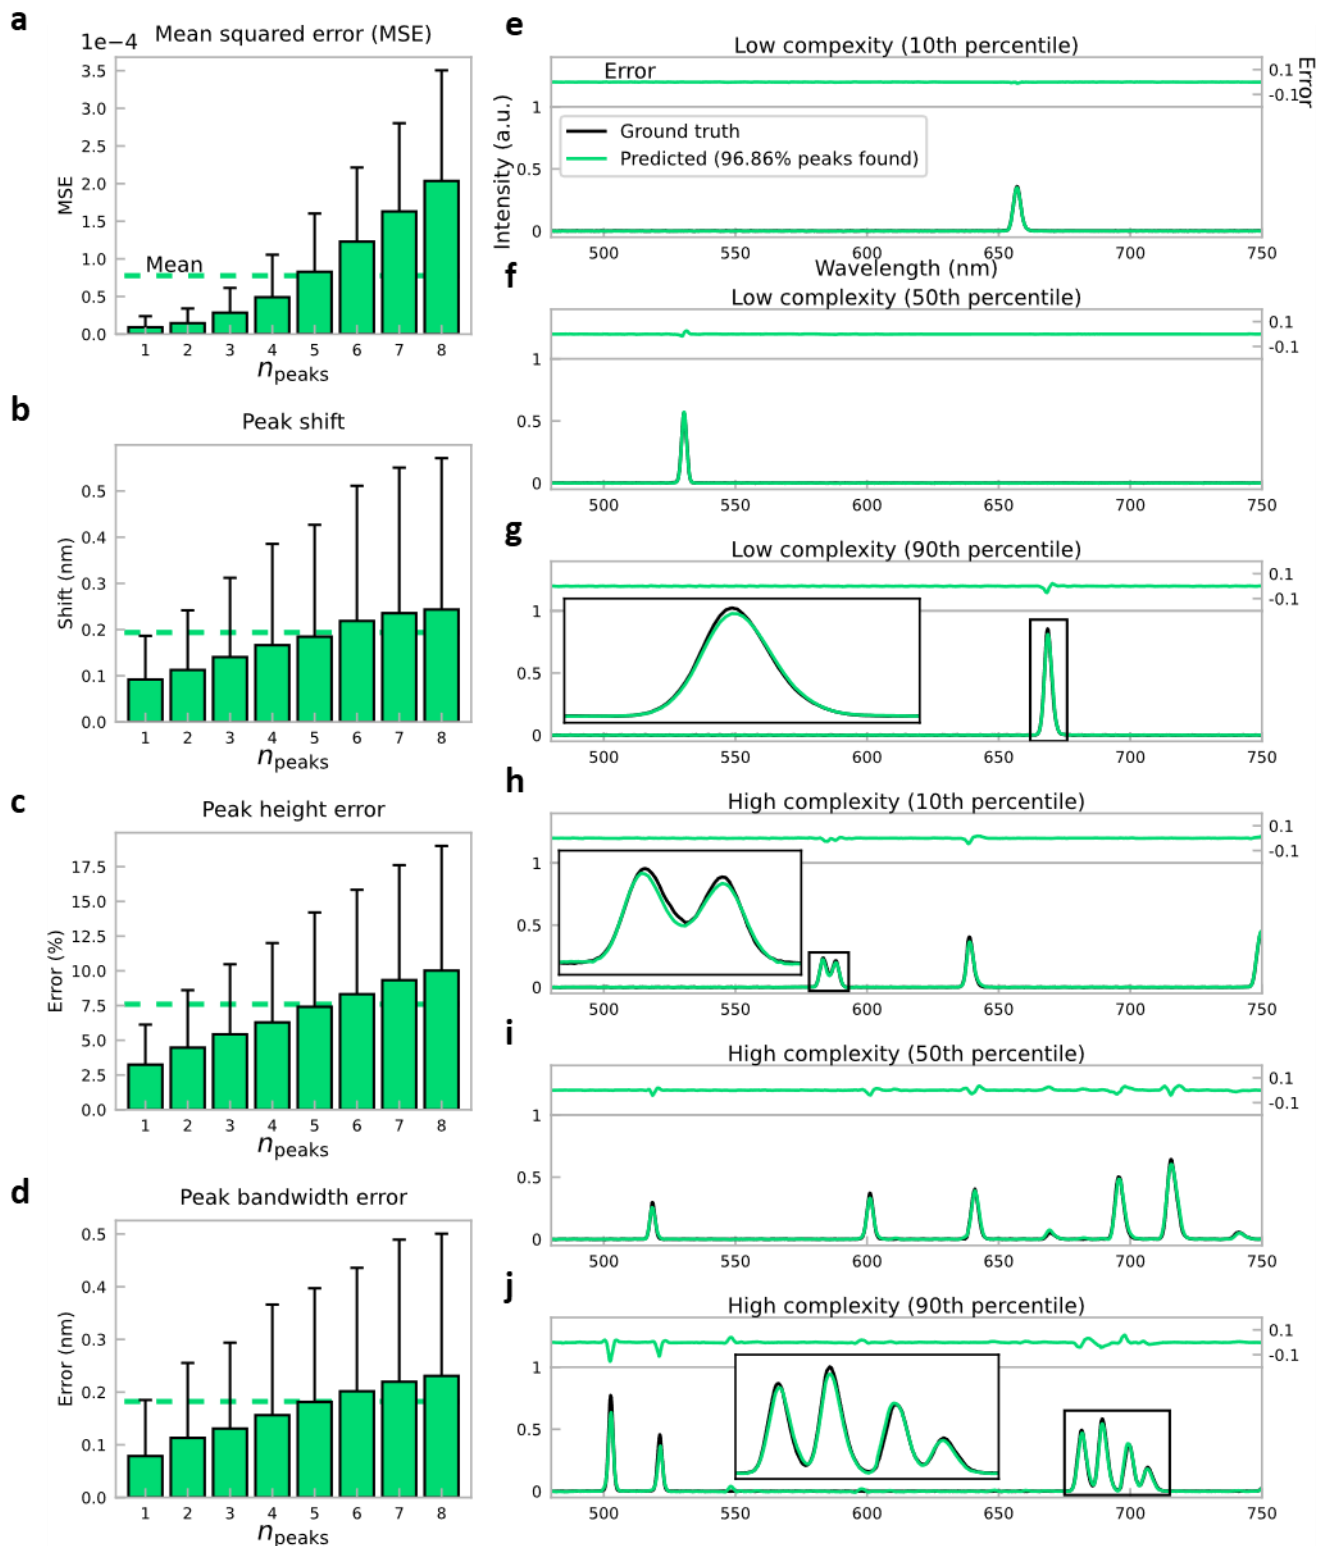 a
Mean squared error (MSE)
1e−4
3.5
3.0
2.5
2.0
1.5
1.0
0.5
0.0
MSE
Mean
1 2 3 4 5 6 7 8
npeaks
b
Peak shift
0.5
0.4
0.3
0.2
0.1
0.0
Shift (nm)
1 2 3 4 5 6 7 8
npeaks
c
Peak height error
17.5
15.0
12.5
10.0
7.5
5.0
2.5
0.0
Error (%)
1 2 3 4 5 6 7 8
npeaks
d
Peak bandwidth error
0.5
0.4
0.3
0.2
0.1
0.0
Error (nm)
1 2 3 4 5 6 7 8
npeaks
e
Low compexity (10th percentile)
Error
0.1
-0.1
Error
Intensity (a.u.)
1
0.5
0
Ground truth
Predicted (96.86% peaks found)
500 550 600 650 700 750
Wavelength (nm)
f
Low complexity (50th percentile)
0.1
-0.1
1
0.5
0
500 550 600 650 700 750
g
Low complexity (90th percentile)
0.1
-0.1
1
0.5
0
500 550 600 650 700 750
h
High complexity (10th percentile)
0.1
-0.1
1
0.5
0
500 550 600 650 700 750
i
High complexity (50th percentile)
0.1
-0.1
1
0.5
0
500 550 600 650 700 750
j
High complexity (90th percentile)
0.1
-0.1
1
0.5
0
500 550 600 650 700 750